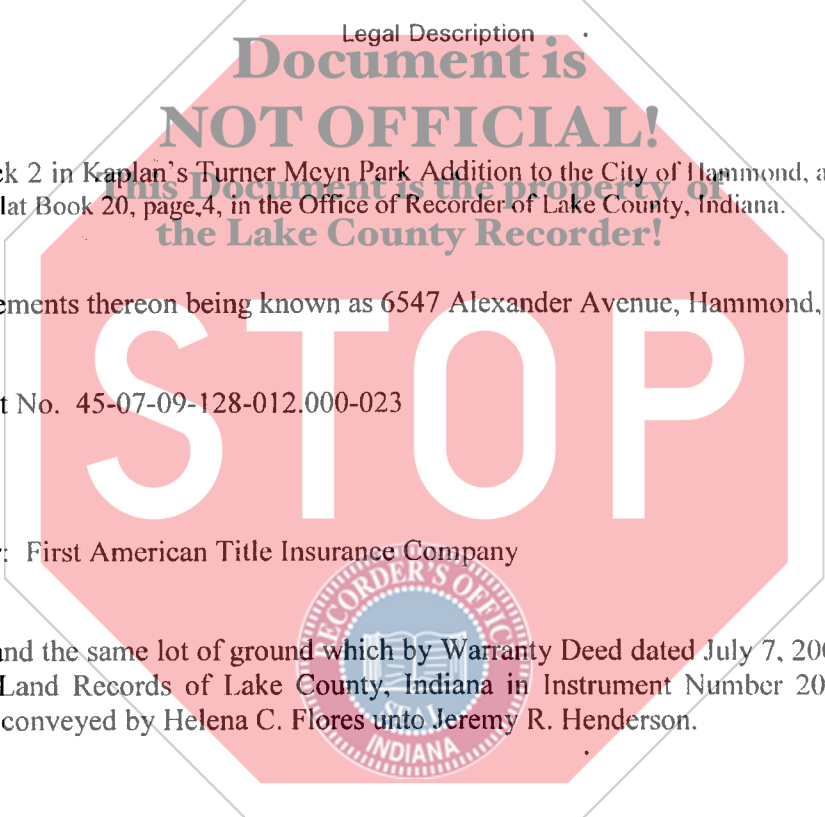 Legal Description
Document is
NOT OFFICIAL!
k 2 in Kaplan's Turner Meyn Park Addition to the City of Hammond, a
This Document is the property of
lat Book 20, page 4, in the Office of Recorder of Lake County, Indiana.
the Lake County Recorder!
ements thereon being known as 6547 Alexander Avenue, Hammond,
STOP
t No. 45-07-09-128-012.000-023
: First American Title Insurance Company
RECORDER'S OFFIC
and the same lot of ground which by Warranty Deed dated July 7, 200
Land Records of Lake County, Indiana in Instrument Number 20
SEAL
conveyed by Helena C. Flores unto Jeremy R. Henderson.
INDIANA